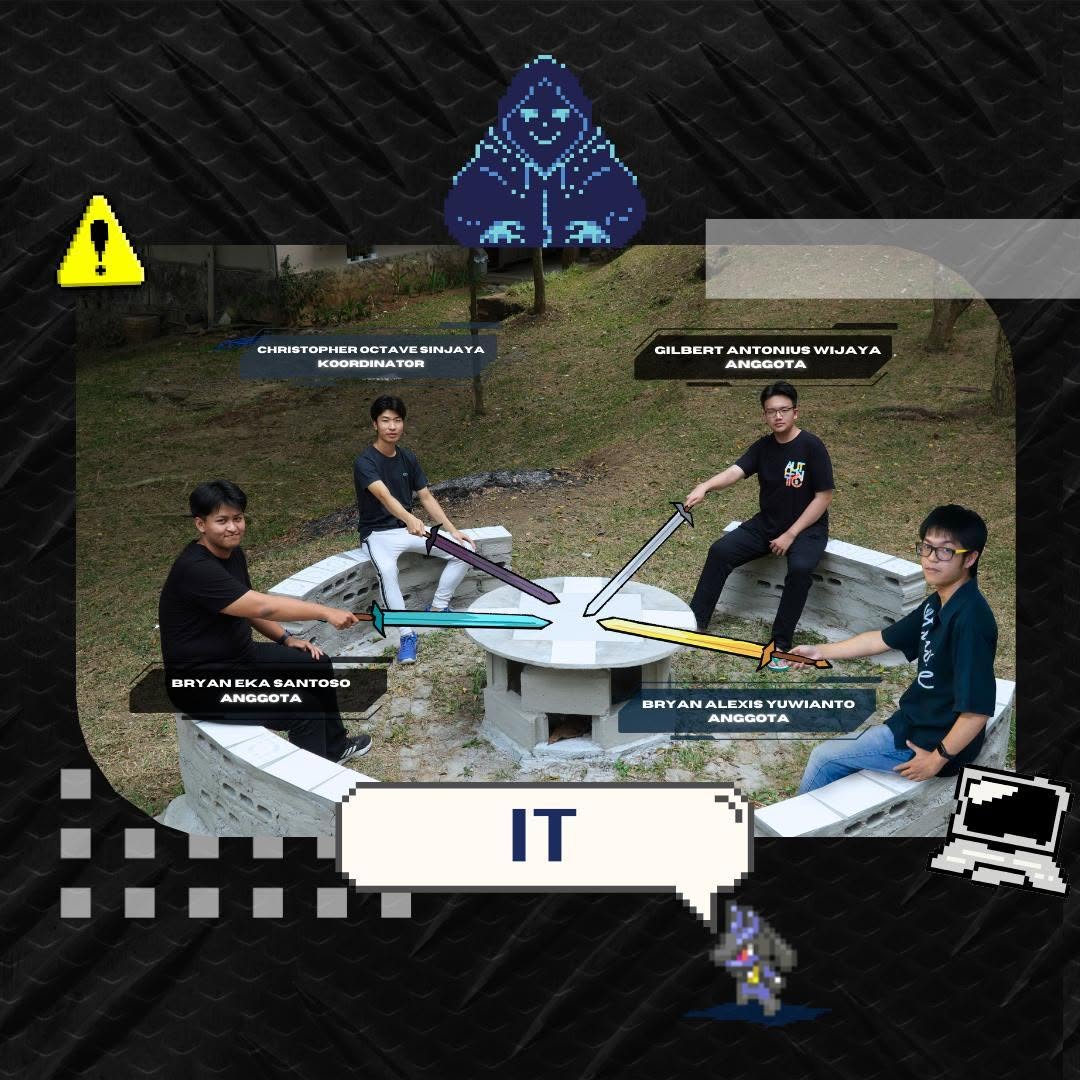 CHRISTOPHER OCTAVE SINJAYA
KOORDINATOR
GILBERT ANTONIUS WIJAYA
ANGGOTA
BRYAN EKA SANTOSO
ANGGOTA
BRYAN ALEXIS YUWIANTO
ANGGOTA
IT